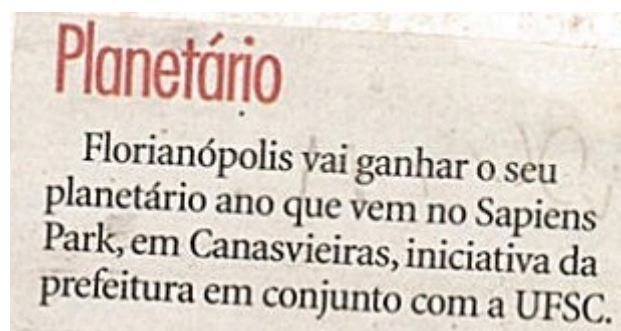 Planetário
Florianópolis vai ganhar o seu
planetário ano que vem no Sapiens
Park, em Canasvieiras, iniciativa da
prefeitura em conjunto com a UFSC.